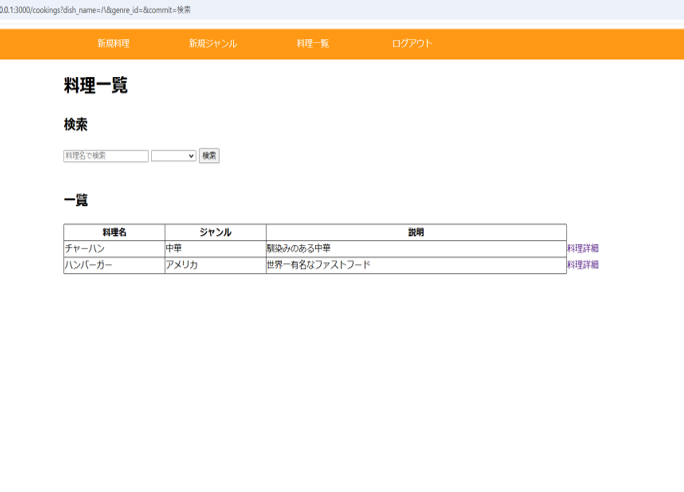 0.0.1:3000/cookings?dish_name=/\&genre_id=&commit=検索
新規料理 新規ジャンル 料理一覧 ログアウト
料理一覧
検索
料理名で検索 検索
一覧
料理名 ジャンル 説明
チャーハン 中華 馴染みのある中華 料理詳細
ハンバーガー アメリカ 世界一有名なファストフード 料理詳細